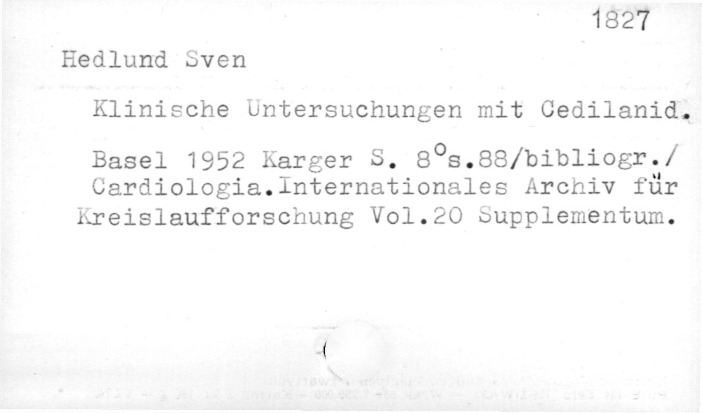 1827
Hedlund Sven
Klinische Untersuchungen mit Cedilanid.
Basel 1952 Karger S. 8°s.88/bibliogr./
Cardiologia.Internationales Archiv für
Kreislaufforschung Vol.20 Supplementum.